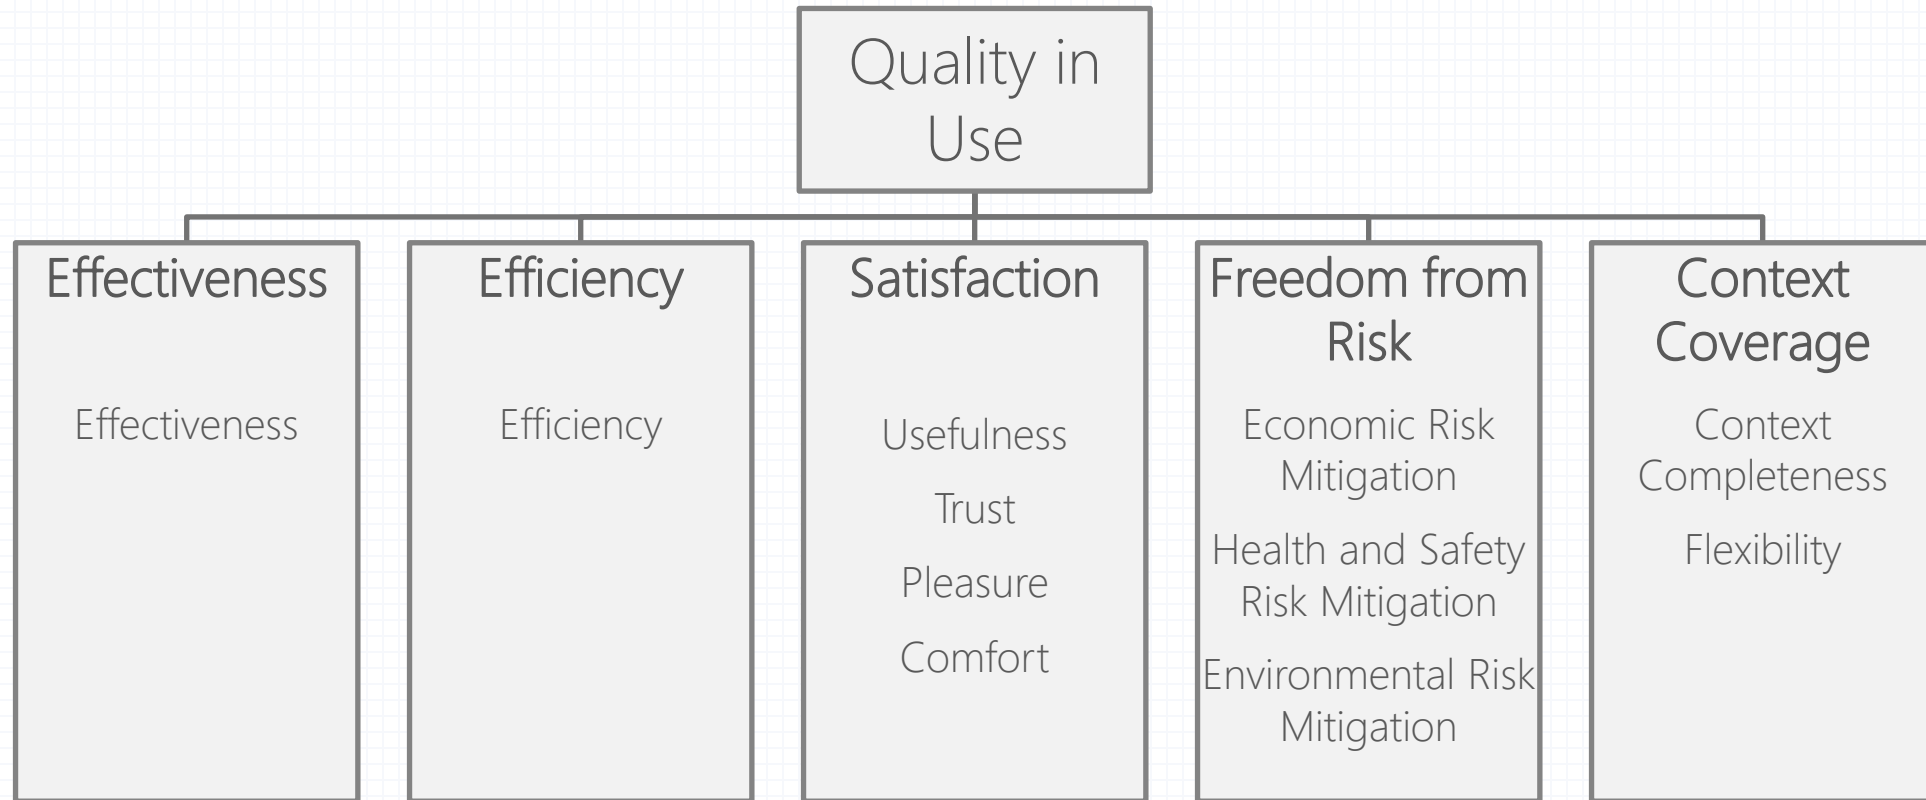 Quality in
Use
Effectiveness
Effectiveness
Efficiency
Efficiency
Satisfaction
Usefulness
Trust
Pleasure
Comfort
Freedom from
Risk
Economic Risk
Mitigation
Health and Safety
Risk Mitigation
Environmental Risk
Mitigation
Context
Coverage
Context
Completeness
Flexibility